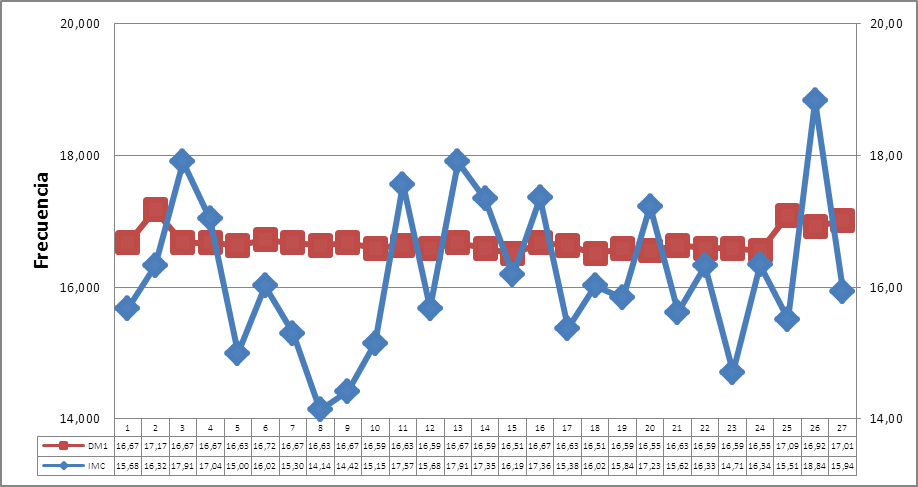 20,000 20,00
18,000 18,00
Frecuencia
16,000 16,00
14,000 14,00
1 2 3 4 5 6 7 8 9 10 11 12 13 14 15 16 17 18 19 20 21 22 23 24 25 26 27
DM1 16,67 17,17 16,67 16,67 16,63 16,72 16,67 16,63 16,67 16,59 16,63 16,59 16,67 16,59 16,51 16,67 16,63 16,51 16,59 16,55 16,63 16,59 16,59 16,55 17,09 16,92 17,01
IMC 15,68 16,32 17,91 17,04 15,00 16,02 15,30 14,14 14,42 15,15 17,57 15,68 17,91 17,35 16,19 17,36 15,38 16,02 15,84 17,23 15,62 16,33 14,71 16,34 15,51 18,84 15,94